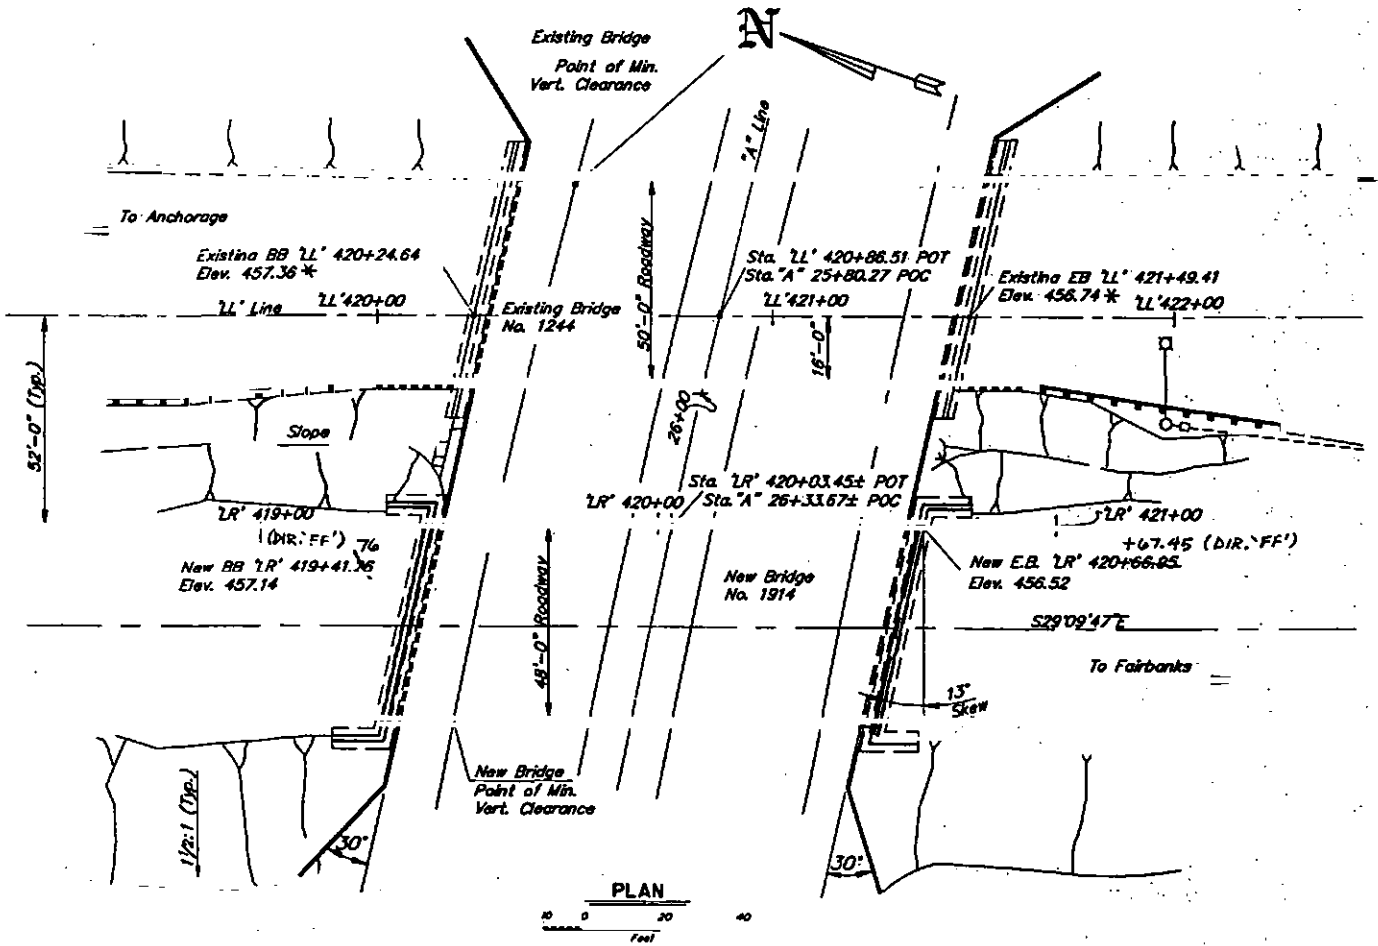 Existing Bridge
Point of Min.
Vert. Clearance
N
"A" Line
To Anchorage
Existina BB 'LL' 420+24.64
Elev. 457.36 *
'LL' Line
'LL' 420+00
Existing Bridge
No. 1244
50'-0" Roadway
Sta. 'LL' 420+86.51 POT
Sta. "A" 25+80.27 POC
'LL' 421+00
16'-0"
Existina EB 'LL' 421+49.41
Elev. 456.74 *
'LL' 422+00
52'-0" (Typ.)
Slope
26+00
'LR' 419+00
(DIR. 'FF')
76
New BB 'LR' 419+41.26
Elev. 457.14
'LR' 420+00
Sta. 'LR' 420+03.45± POT
Sta. "A" 26+33.67± POC
'LR' 421+00
+67.45 (DIR. 'FF')
New E.B. 'LR' 420+66.95
Elev. 456.52
New Bridge
No. 1914
48'-0" Roadway
S29°09'47"E
To Fairbanks
13°
Skew
New Bridge
Point of Min.
Vert. Clearance
1 1/2:1 (Typ.)
30°
30°
PLAN
10 0 20 40
Feet